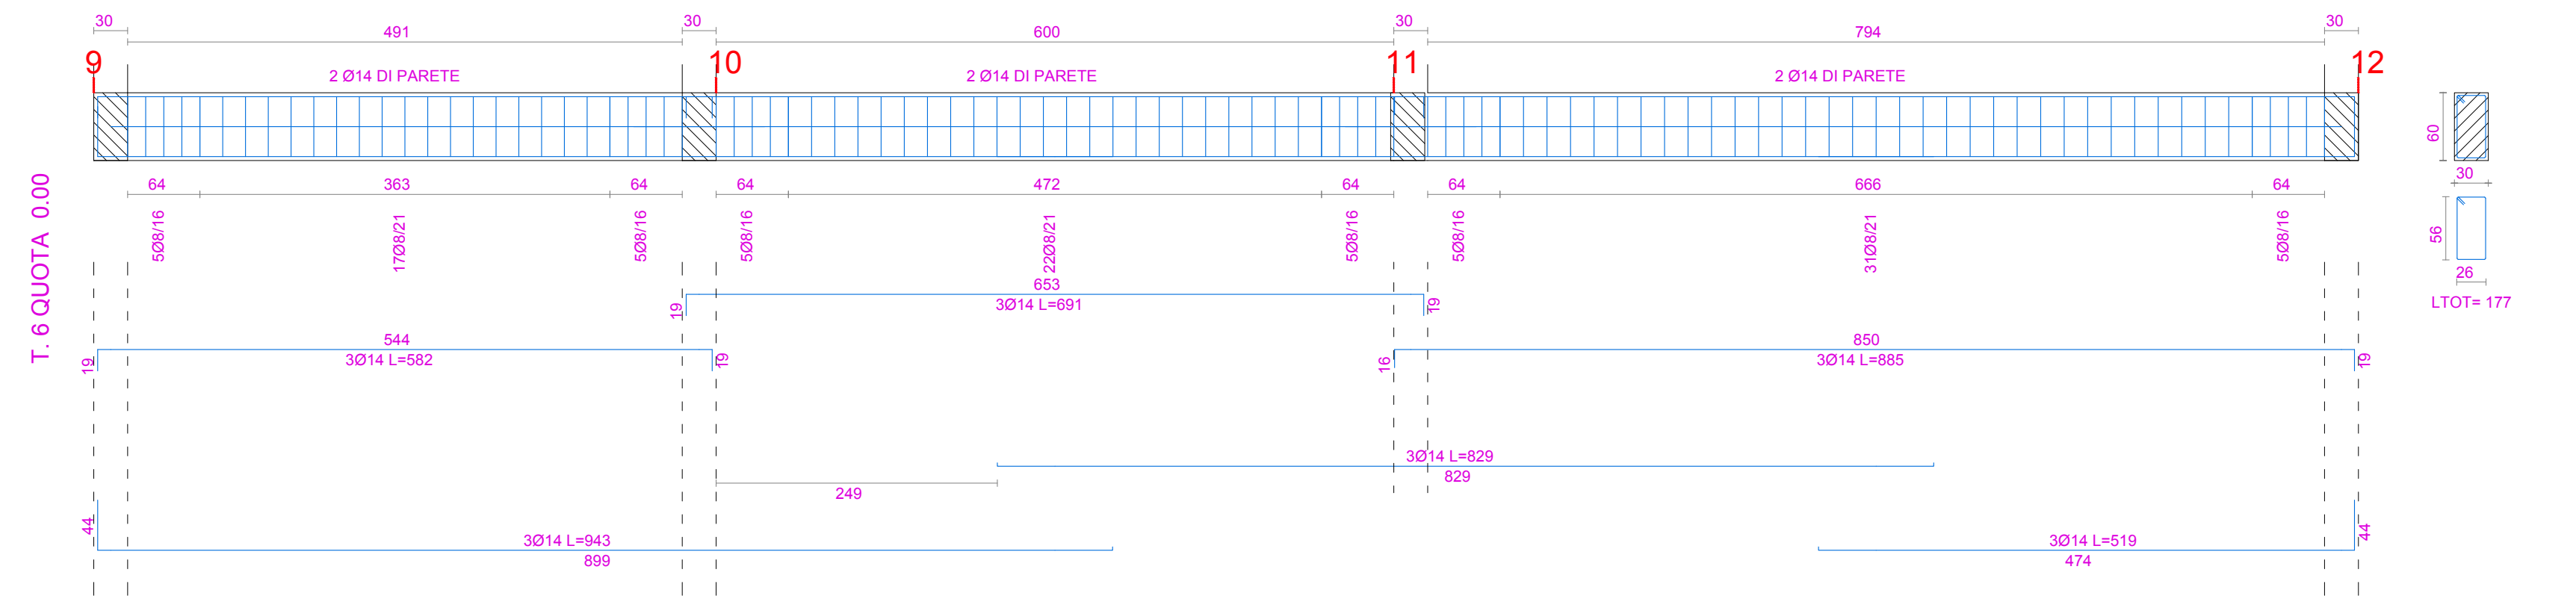 30
30
30
30
491
600
794
9
10
11
12
2 Ø14 DI PARETE
2 Ø14 DI PARETE
2 Ø14 DI PARETE
60
30
T. 6 QUOTA 0.00
64
363
64
64
472
64
64
666
64
5Ø8/16
17Ø8/21
5Ø8/16
5Ø8/16
22Ø8/21
5Ø8/16
5Ø8/16
31Ø8/21
5Ø8/16
56
26
LTOT= 177
653
19
3Ø14 L=691
19
544
19
3Ø14 L=582
19
850
16
3Ø14 L=885
19
3Ø14 L=829
829
249
44
3Ø14 L=943
899
3Ø14 L=519
474
44